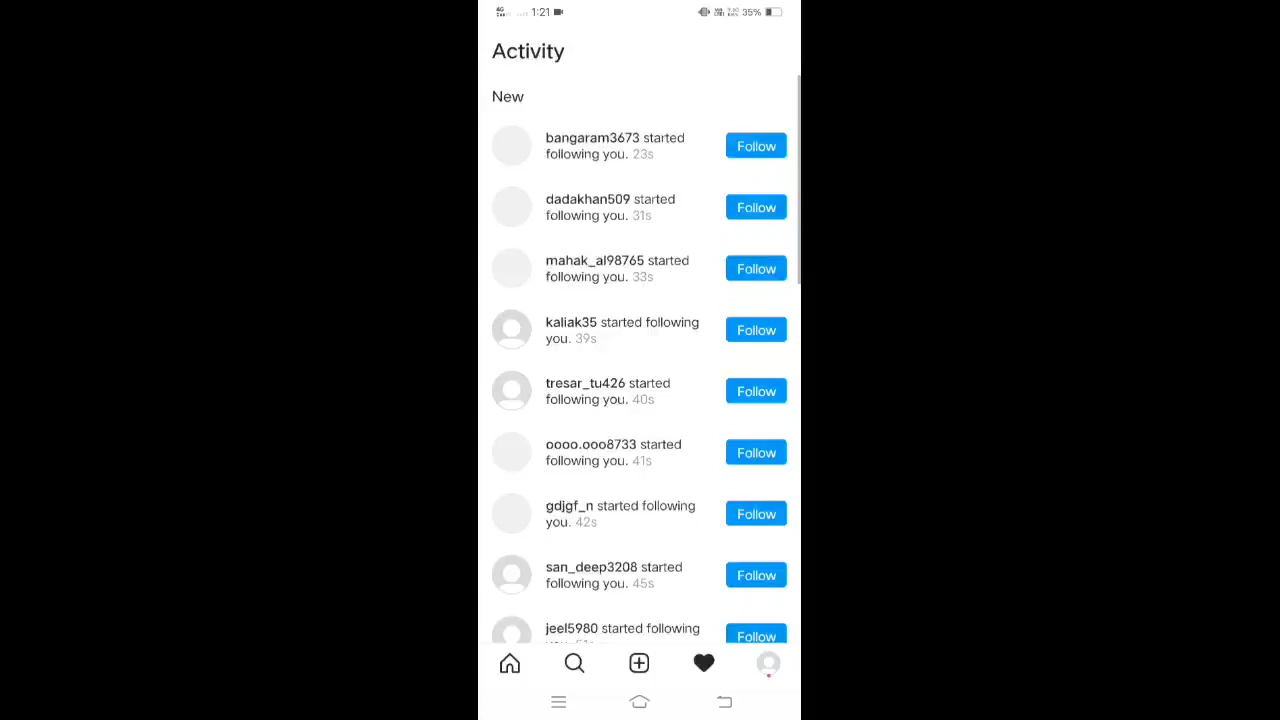 4G
1:21
35%
Activity
New
bangaram3673 started
following you. 23s
Follow
dadakhan509 started
following you. 31s
Follow
mahak_al98765 started
following you. 33s
Follow
kaliak35 started following
you. 39s
Follow
tresar_tu426 started
following you. 40s
Follow
oooo.ooo8733 started
following you. 41s
Follow
gdjgf_n started following
you. 42s
Follow
san_deep3208 started
following you. 45s
Follow
jeel5980 started following
Follow